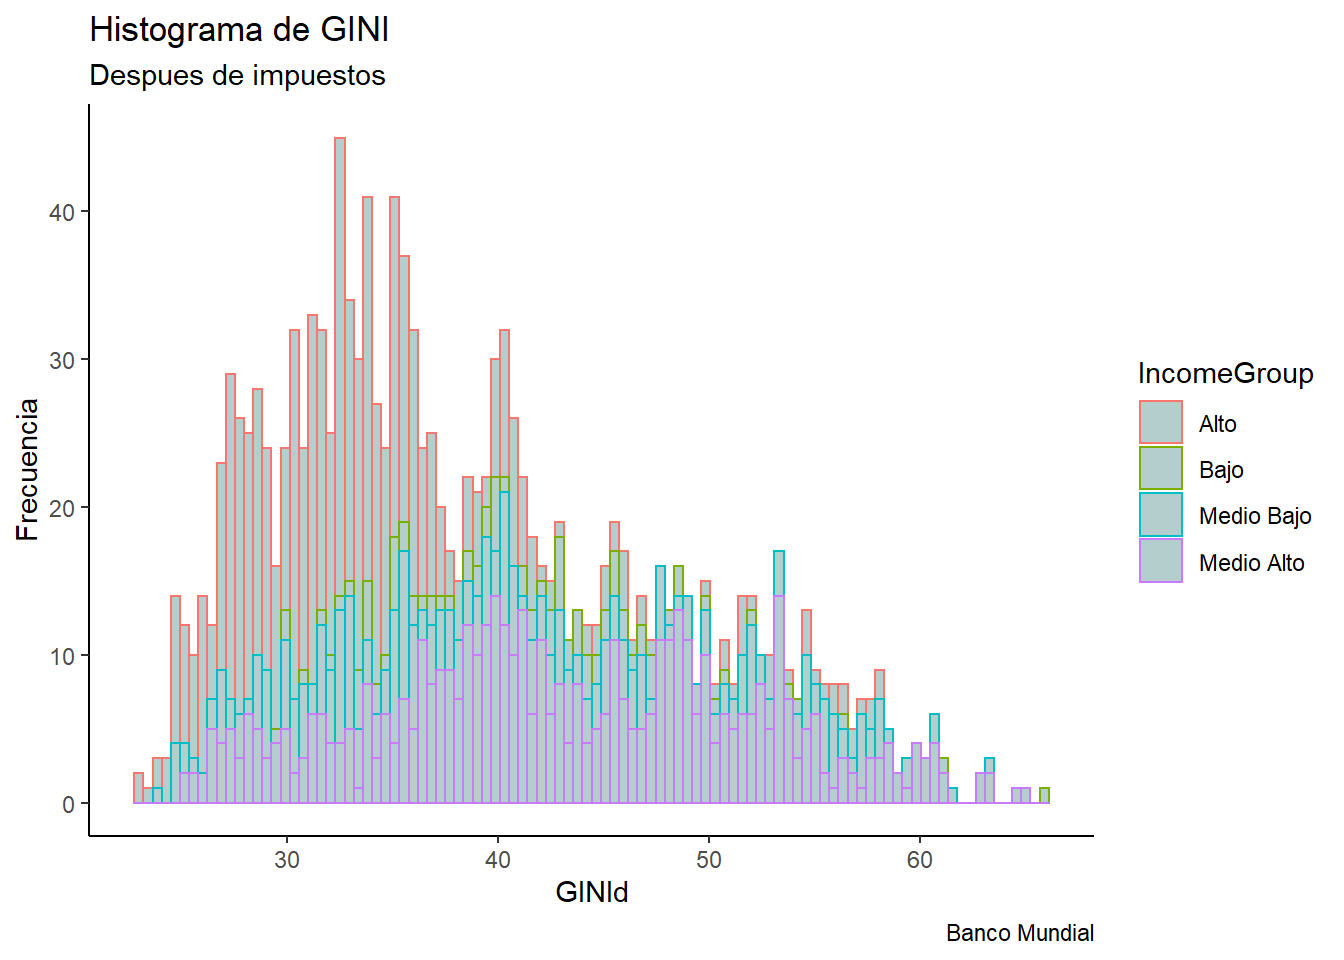 Histograma de GINI
Despues de impuestos
Frecuencia
40
30
20
10
0
30 40 50 60
GINId
IncomeGroup
Alto
Bajo
Medio Bajo
Medio Alto
Banco Mundial